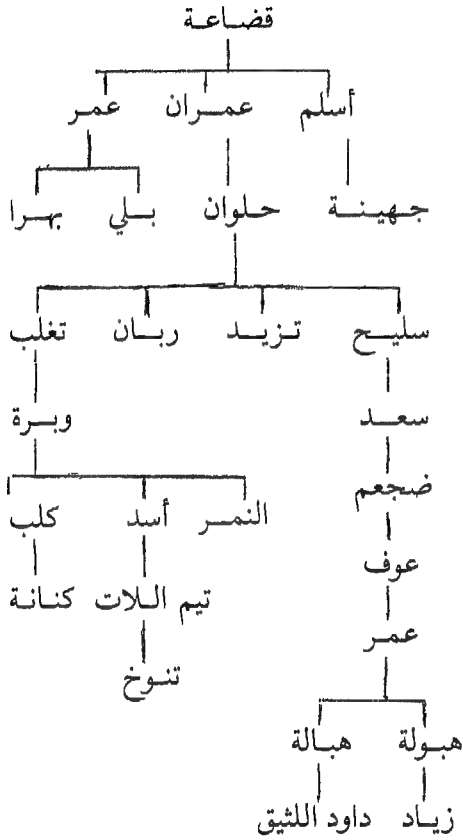 قضاعة
أسلم عمران عمر
جهينة حلوان بلي بهرا
سليح تزيد ربان تغلب
سعد وبرة
ضجعم النمر أسد كلب
عوف تيم اللات كنانة
عمر تنوخ
هبولة هبالة
زياد داود اللثيق